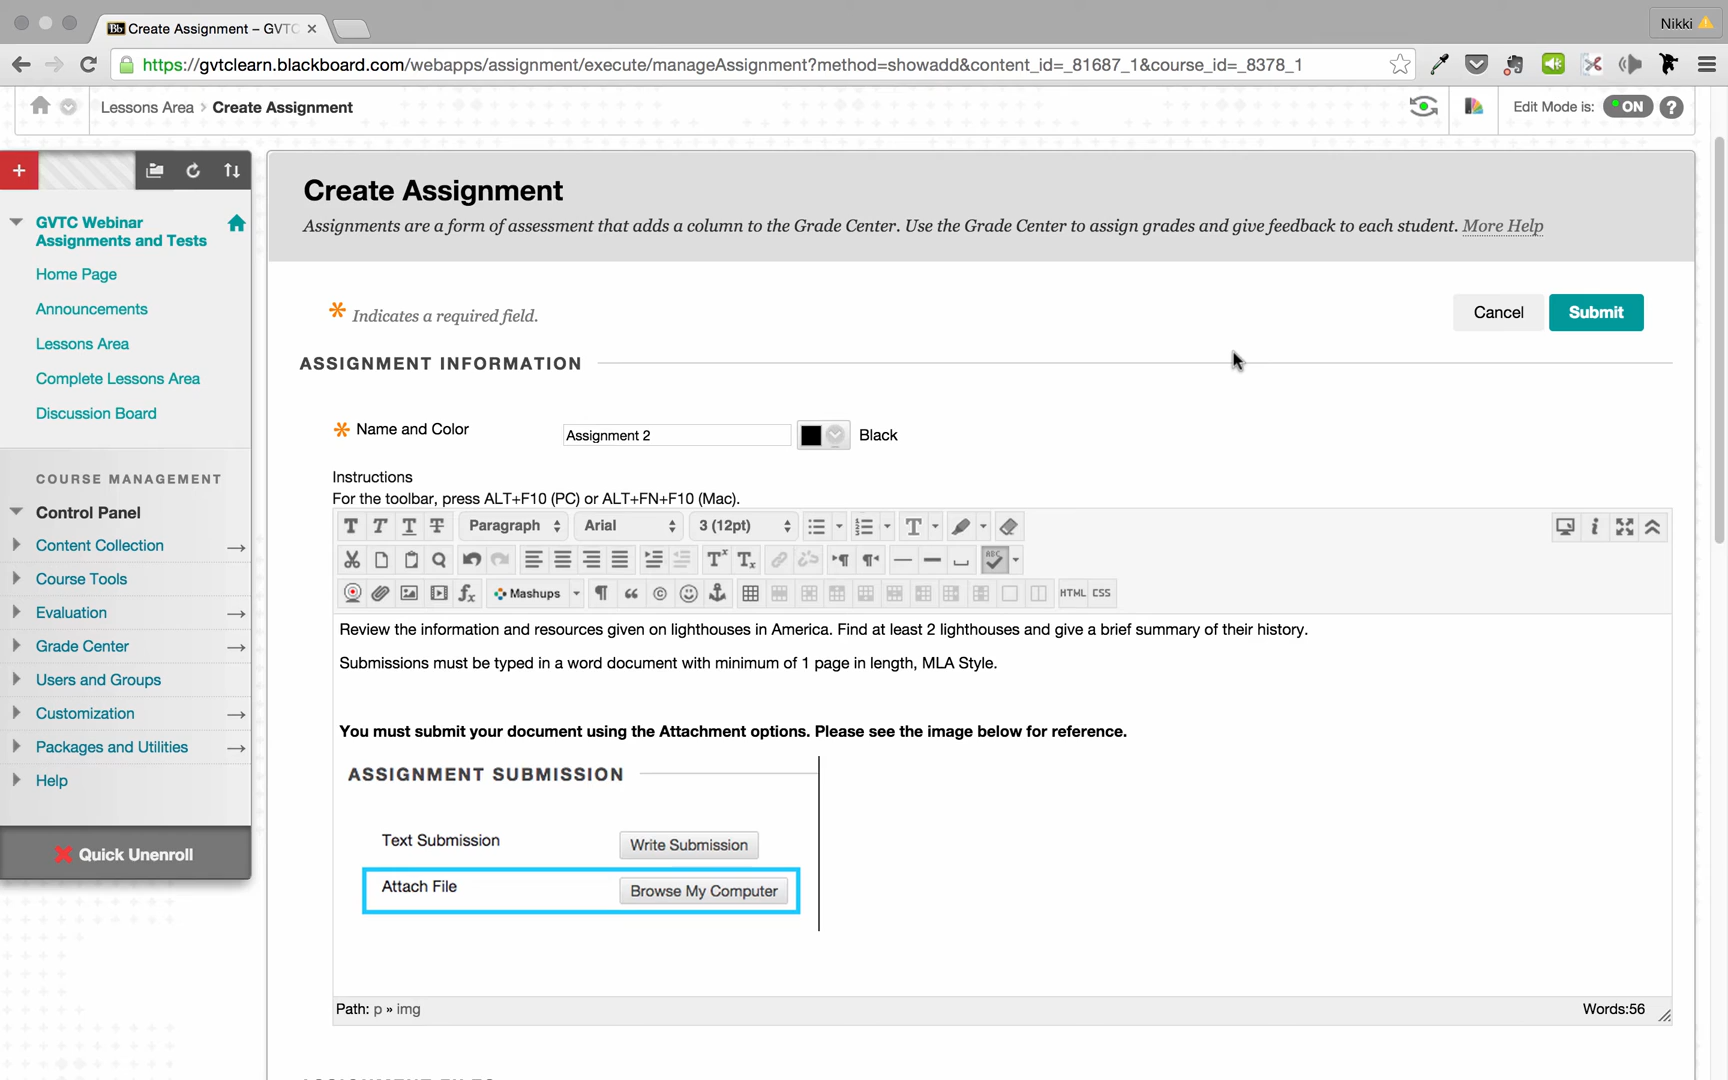 Create Assignment – GVTC
Nikki
https://gvtclearn.blackboard.com/webapps/assignment/execute/manageAssignment?method=showadd&content_id=_81687_1&course_id=_8378_1
Lessons Area > Create Assignment
Edit Mode is: ON ?
GVTC Webinar
Assignments and Tests
Home Page
Announcements
Lessons Area
Complete Lessons Area
Discussion Board
COURSE MANAGEMENT
Control Panel
Content Collection
Course Tools
Evaluation
Grade Center
Users and Groups
Customization
Packages and Utilities
Help
Quick Unenroll
Create Assignment
Assignments are a form of assessment that adds a column to the Grade Center. Use the Grade Center to assign grades and give feedback to each student. More Help
Indicates a required field.
Cancel Submit
ASSIGNMENT INFORMATION
Name and Color Assignment 2 Black
Instructions
For the toolbar, press ALT+F10 (PC) or ALT+FN+F10 (Mac).
T T T T Paragraph Arial 3 (12pt) T
ABC
Mashups HTML CSS
Review the information and resources given on lighthouses in America. Find at least 2 lighthouses and give a brief summary of their history.
Submissions must be typed in a word document with minimum of 1 page in length, MLA Style.
You must submit your document using the Attachment options. Please see the image below for reference.
ASSIGNMENT SUBMISSION
Text Submission Write Submission
Attach File Browse My Computer
Path: p » img Words:56